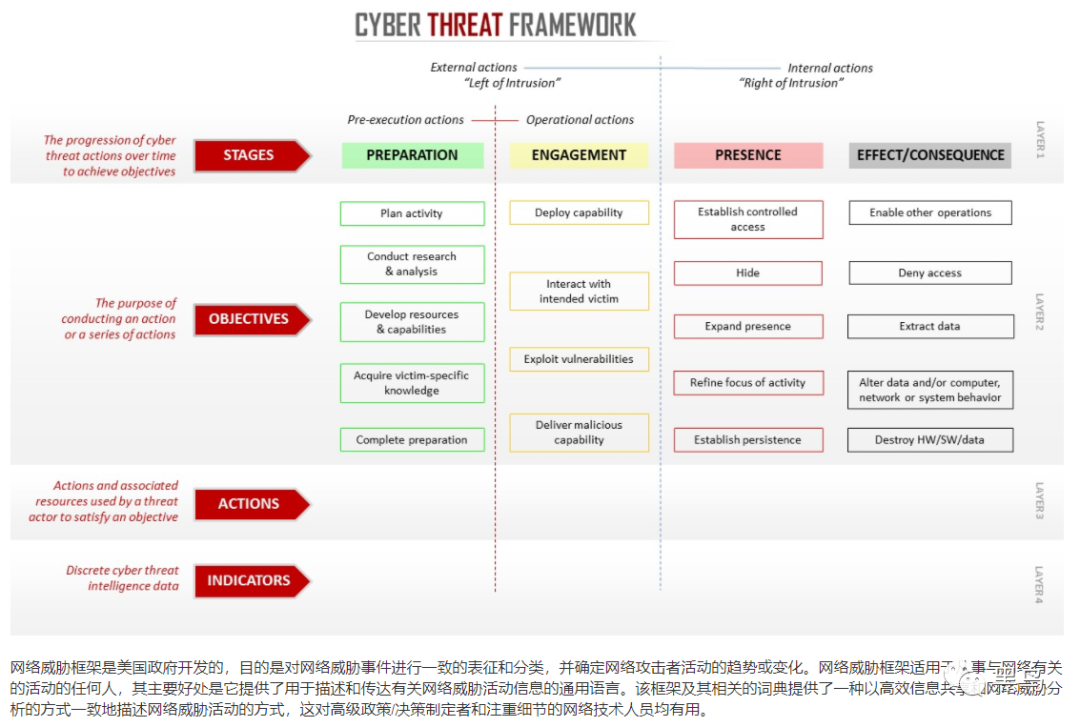 CYBER THREAT FRAMEWORK
External actions
"Left of Intrusion"
Internal actions
"Right of Intrusion"
Pre-execution actions
Operational actions
The progression of cyber
threat actions over time
to achieve objectives
STAGES
PREPARATION
ENGAGEMENT
PRESENCE
EFFECT/CONSEQUENCE
LAYER 1
The purpose of
conducting an action
or a series of actions
OBJECTIVES
Plan activity
Conduct research
& analysis
Develop resources
& capabilities
Acquire victim-specific
knowledge
Complete preparation
Deploy capability
Interact with
intended victim
Exploit vulnerabilities
Deliver malicious
capability
Establish controlled
access
Hide
Expand presence
Refine focus of activity
Establish persistence
Enable other operations
Deny access
Extract data
Alter data and/or computer,
network or system behavior
Destroy HW/SW/data
LAYER 2
Actions and associated
resources used by a threat
actor to satisfy an objective
ACTIONS
LAYER 3
Discrete cyber threat
intelligence data
INDICATORS
LAYER 4
网络威胁框架是美国政府开发的，目的是对网络威胁事件进行一致的表征和分类，并确定网络攻击者活动的趋势或变化。网络威胁框架适用于事与网络有关
的活动的任何人，其主要好处是它提供了用于描述和传达有关网络威胁活动信息的通用语言。该框架及其相关的词典提供了一种以高效信息共享和网络威胁分
析的方式一致地描述网络威胁活动的方式，这对高级政策/决策制定者和注重细节的网络技术人员均有用。
黑鸟